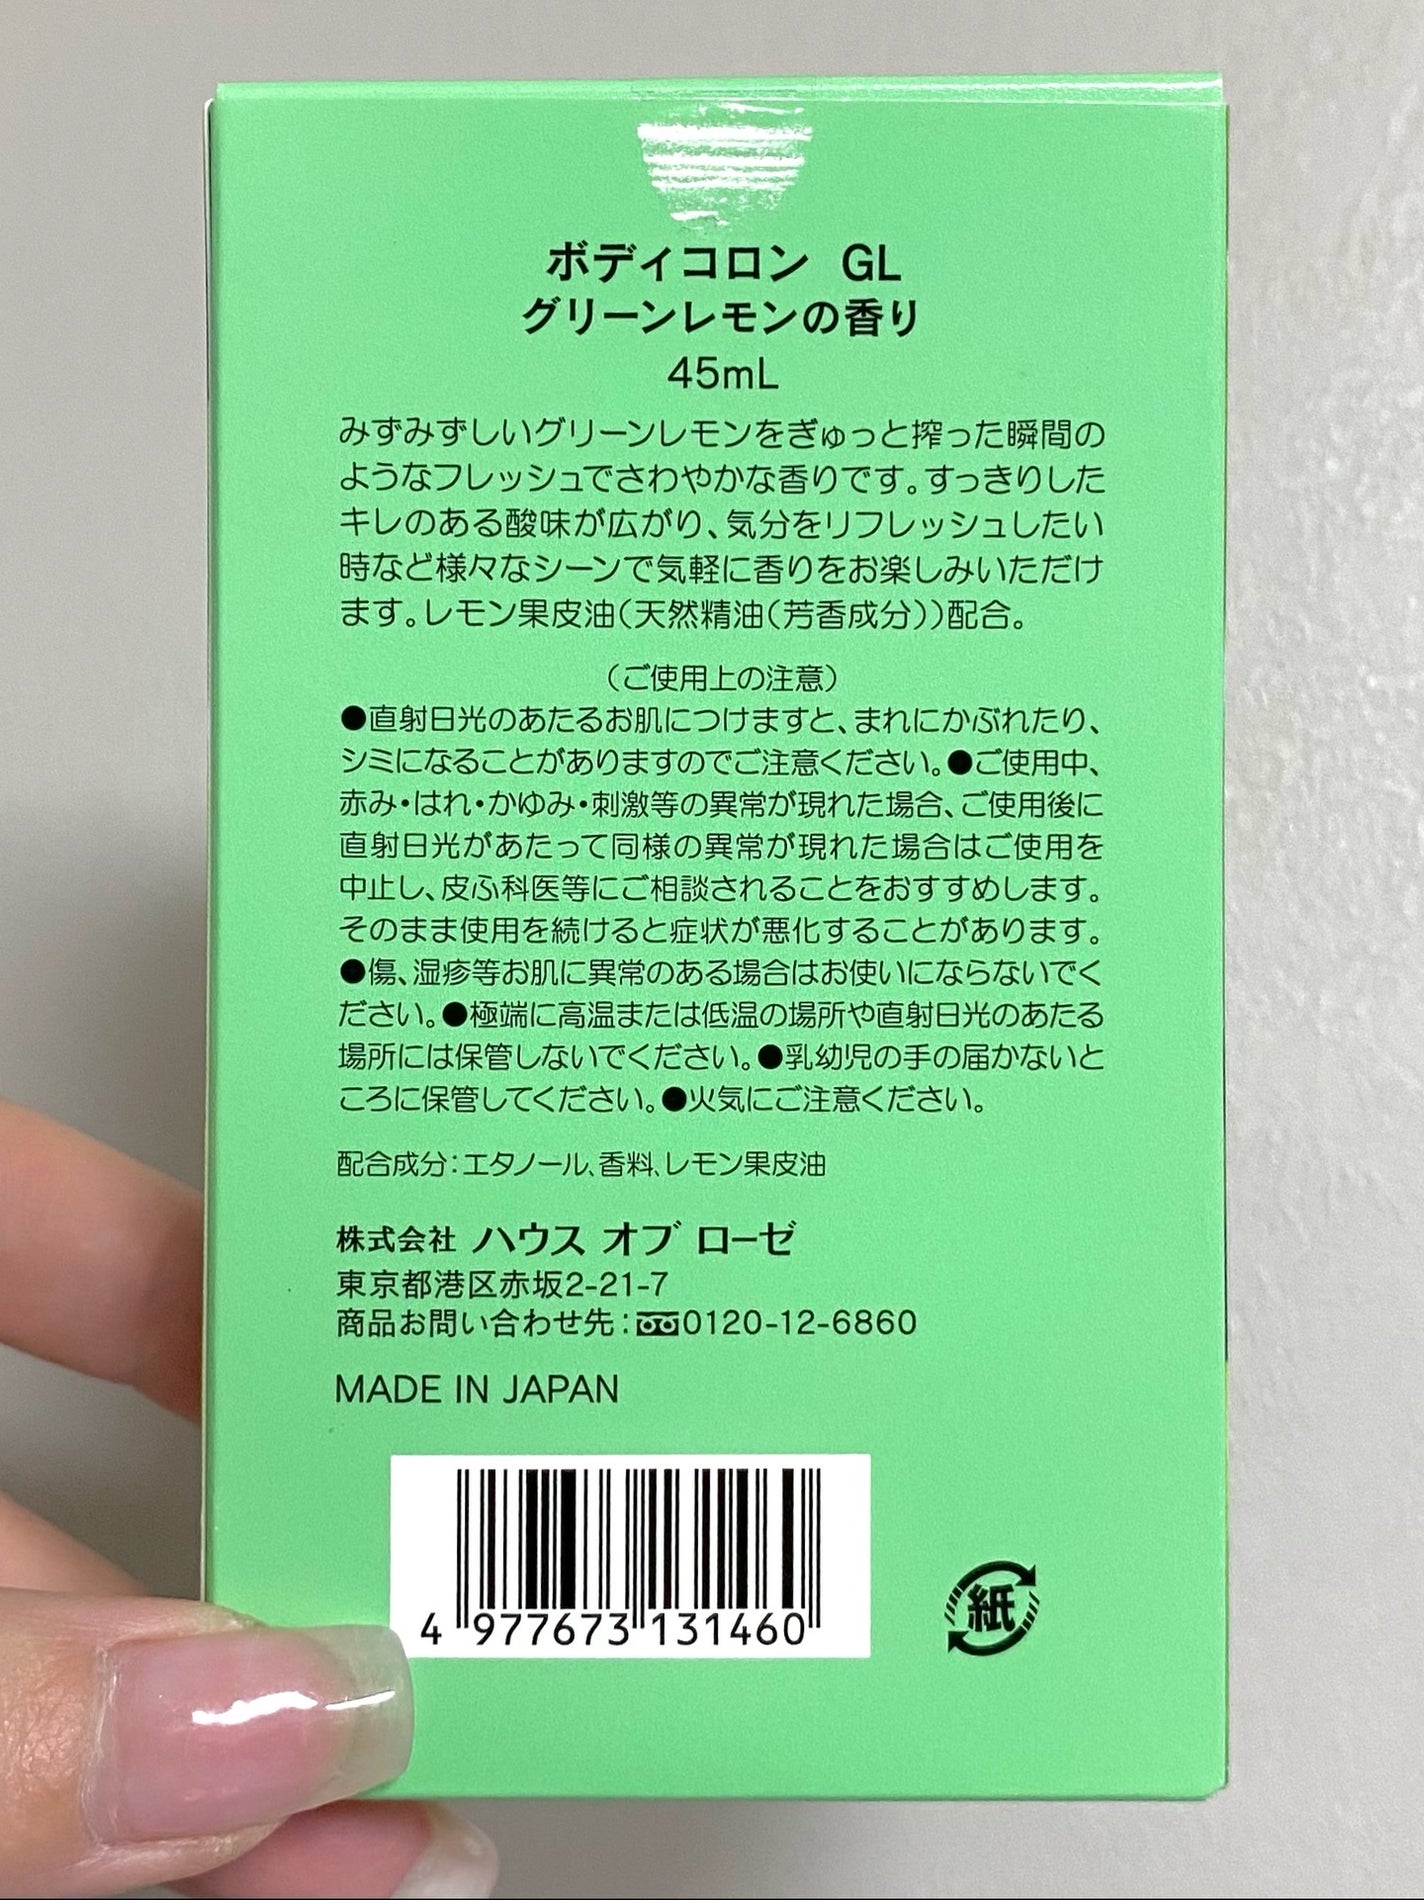 ボディコロン GL
グリーンレモンの香り
45mL
みずみずしいグリーンレモンをぎゅっと搾った瞬間の
ようなフレッシュでさわやかな香りです。すっきりした
キレのある酸味が広がり、気分をリフレッシュしたい
時など様々なシーンで気軽に香りをお楽しみいただけ
ます。レモン果皮油(天然精油(芳香成分))配合。
(ご使用上の注意)
●直射日光のあたるお肌につけますと、まれにかぶれたり、
シミになることがありますのでご注意ください。●ご使用中、
赤み・はれ・かゆみ・刺激等の異常が現れた場合、ご使用後に
直射日光があたって同様の異常が現れた場合はご使用を
中止し、皮ふ科医等にご相談されることをおすすめします。
そのまま使用を続けると症状が悪化することがあります。
●傷、湿疹等お肌に異常のある場合はお使いにならないでく
ださい。●極端に高温または低温の場所や直射日光のあたる
場所には保管しないでください。●乳幼児の手の届かないと
ころに保管してください。●火気にご注意ください。
配合成分：エタノール、香料、レモン果皮油
株式会社 ハウス オブ ローゼ
東京都港区赤坂2-21-7
商品お問い合わせ先：0120-12-6860
MADE IN JAPAN
4 977673 131460
紙